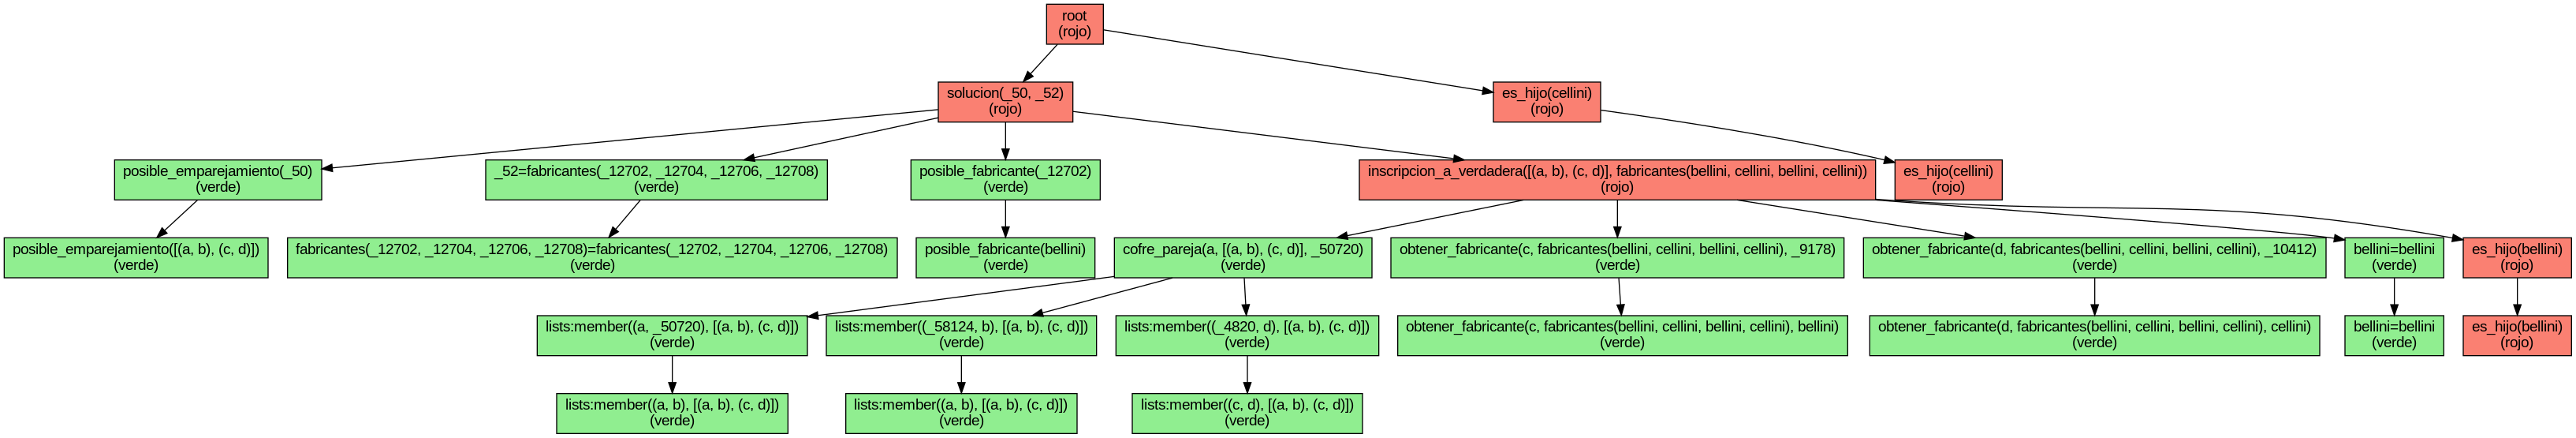 root
(rojo)
solucion(_50, _52)
(rojo)
es_hijo(cellini)
(rojo)
posible_emparejamiento(_50)
(verde)
_52=fabricantes(_12702, _12704, _12706, _12708)
(verde)
posible_fabricante(_12702)
(verde)
inscripcion_a_verdadera([(a, b), (c, d)], fabricantes(bellini, cellini, bellini, cellini))
(rojo)
es_hijo(cellini)
(rojo)
posible_emparejamiento([(a, b), (c, d)])
(verde)
fabricantes(_12702, _12704, _12706, _12708)=fabricantes(_12702, _12704, _12706, _12708)
(verde)
posible_fabricante(bellini)
(verde)
cofre_pareja(a, [(a, b), (c, d)], _50720)
(verde)
obtener_fabricante(c, fabricantes(bellini, cellini, bellini, cellini), _9178)
(verde)
obtener_fabricante(d, fabricantes(bellini, cellini, bellini, cellini), _10412)
(verde)
bellini=bellini
(verde)
es_hijo(bellini)
(rojo)
lists:member((a, _50720), [(a, b), (c, d)])
(verde)
lists:member((_58124, b), [(a, b), (c, d)])
(verde)
lists:member((_4820, d), [(a, b), (c, d)])
(verde)
obtener_fabricante(c, fabricantes(bellini, cellini, bellini, cellini), bellini)
(verde)
obtener_fabricante(d, fabricantes(bellini, cellini, bellini, cellini), cellini)
(verde)
bellini=bellini
(verde)
es_hijo(bellini)
(rojo)
lists:member((a, b), [(a, b), (c, d)])
(verde)
lists:member((a, b), [(a, b), (c, d)])
(verde)
lists:member((c, d), [(a, b), (c, d)])
(verde)